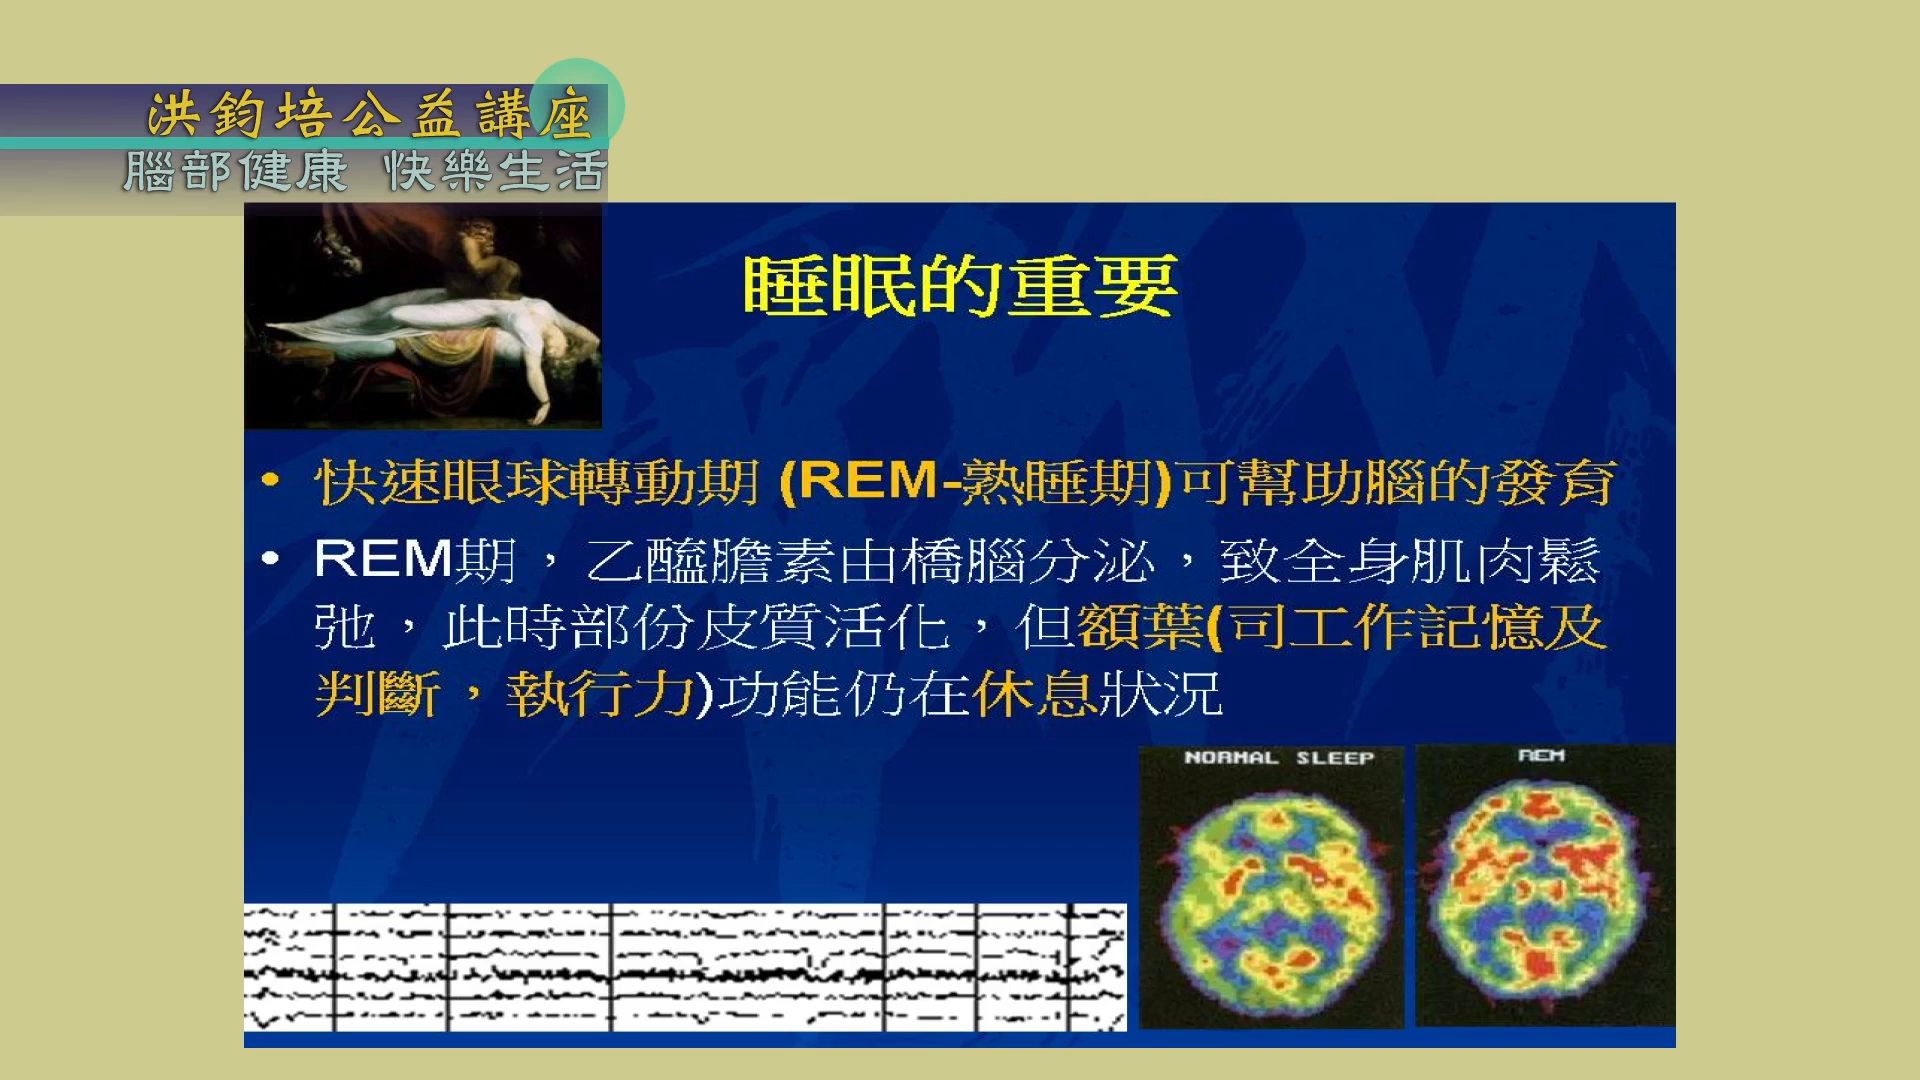 洪鈞培公益講座
腦部健康 快樂生活
睡眠的重要
• 快速眼球轉動期 (REM-熟睡期)可幫助腦的發育
• REM期，乙醯膽素由橋腦分泌，致全身肌肉鬆
弛，此時部份皮質活化，但額葉(司工作記憶及
判斷，執行力)功能仍在休息狀況
NORMAL SLEEP
REM